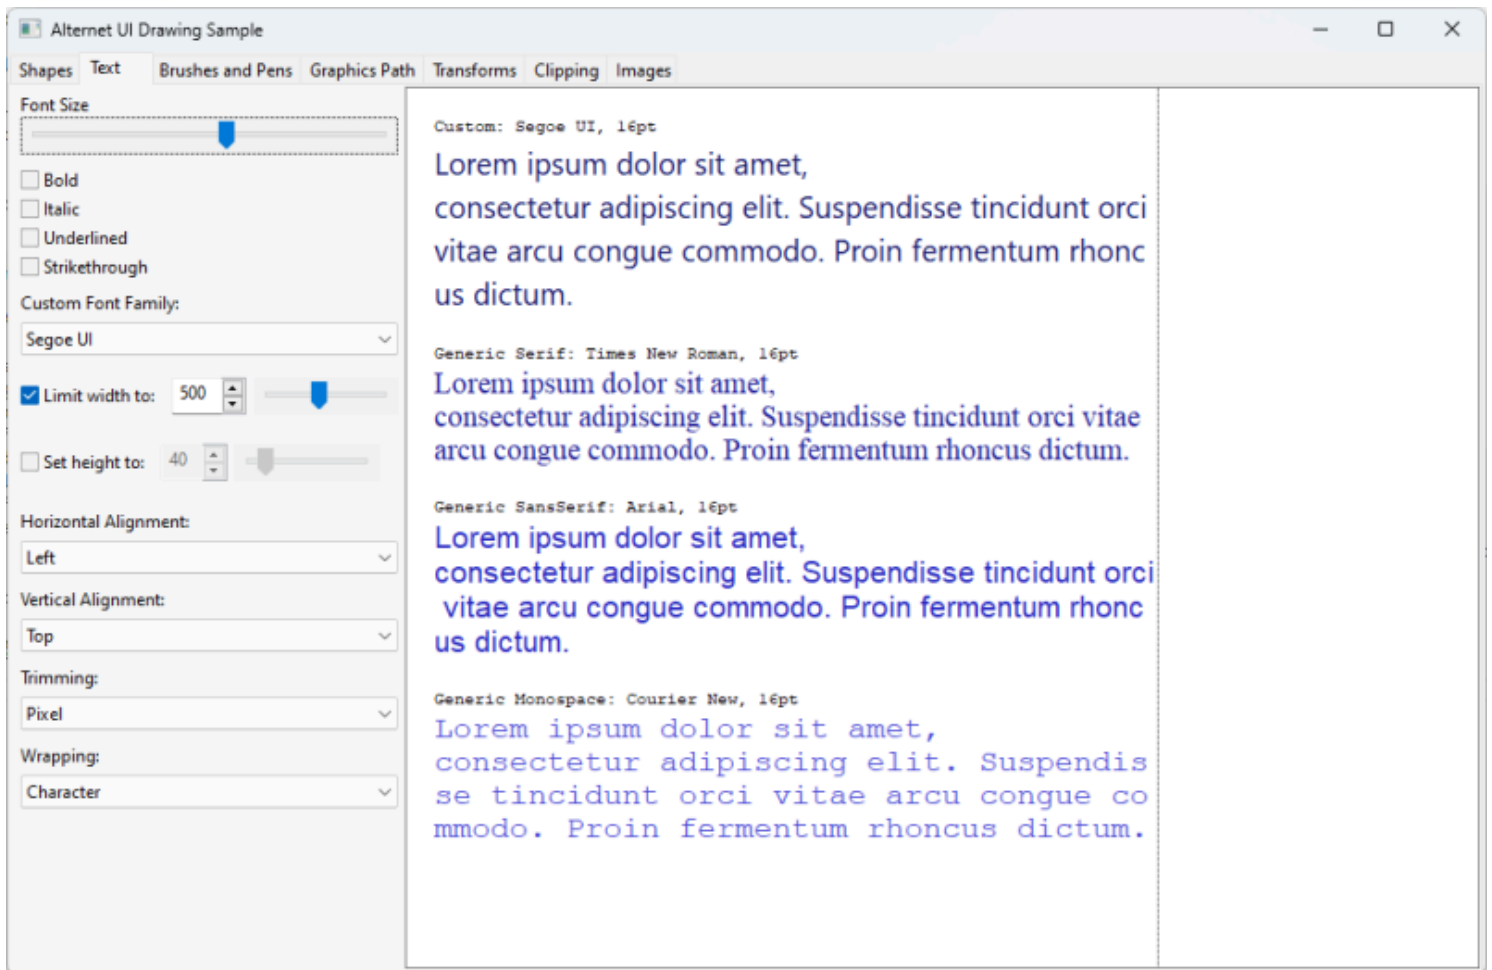 Alternet UI Drawing Sample
Shapes Text Brushes and Pens Graphics Path Transforms Clipping Images
Font Size
Bold
Italic
Underlined
Strikethrough
Custom Font Family:
Segoe UI
Limit width to: 500
Set height to: 40
Horizontal Alignment:
Left
Vertical Alignment:
Top
Trimming:
Pixel
Wrapping:
Character
Custom: Segoe UI, 16pt
Lorem ipsum dolor sit amet,
consectetur adipiscing elit. Suspendisse tincidunt orci
vitae arcu congue commodo. Proin fermentum rhonc
us dictum.
Generic Serif: Times New Roman, 16pt
Lorem ipsum dolor sit amet,
consectetur adipiscing elit. Suspendisse tincidunt orci vitae
arcu congue commodo. Proin fermentum rhoncus dictum.
Generic SansSerif: Arial, 16pt
Lorem ipsum dolor sit amet,
consectetur adipiscing elit. Suspendisse tincidunt orci
vitae arcu congue commodo. Proin fermentum rhonc
us dictum.
Generic Monospace: Courier New, 16pt
Lorem ipsum dolor sit amet,
consectetur adipiscing elit. Suspendis
se tincidunt orci vitae arcu congue co
mmodo. Proin fermentum rhoncus dictum.